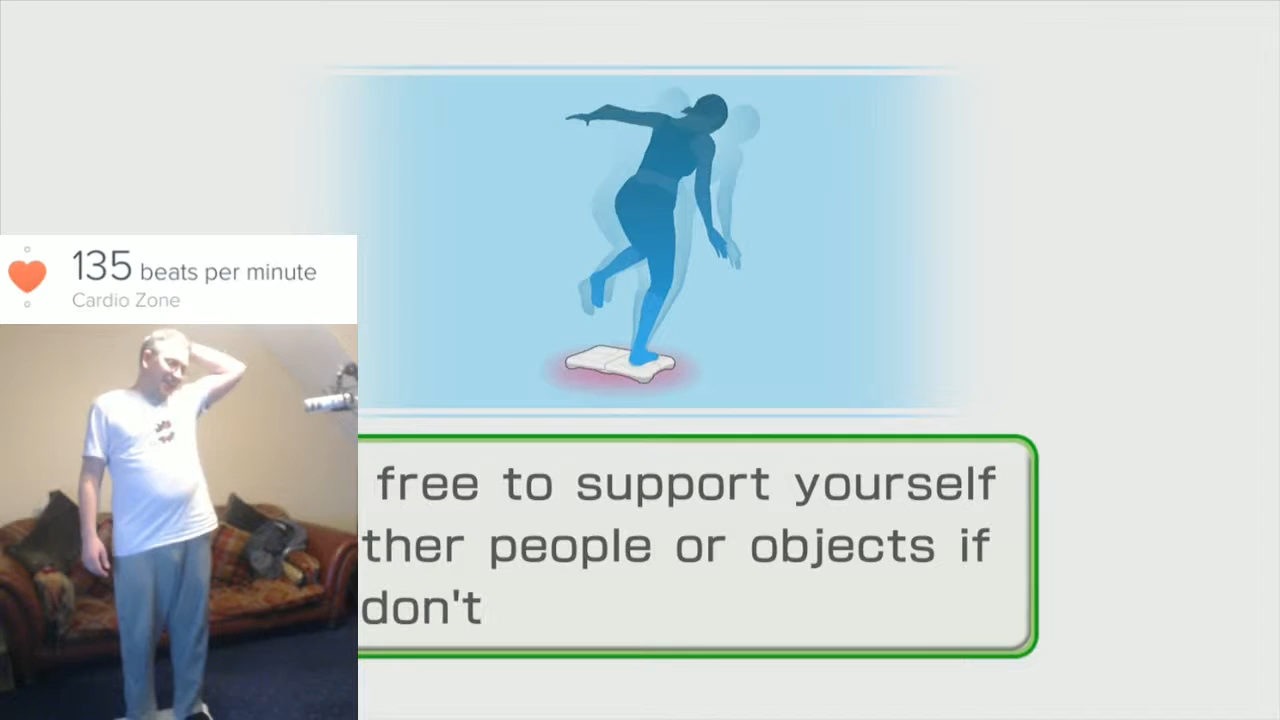 135 beats per minute
Cardio Zone
free to support yourself
ther people or objects if
don't